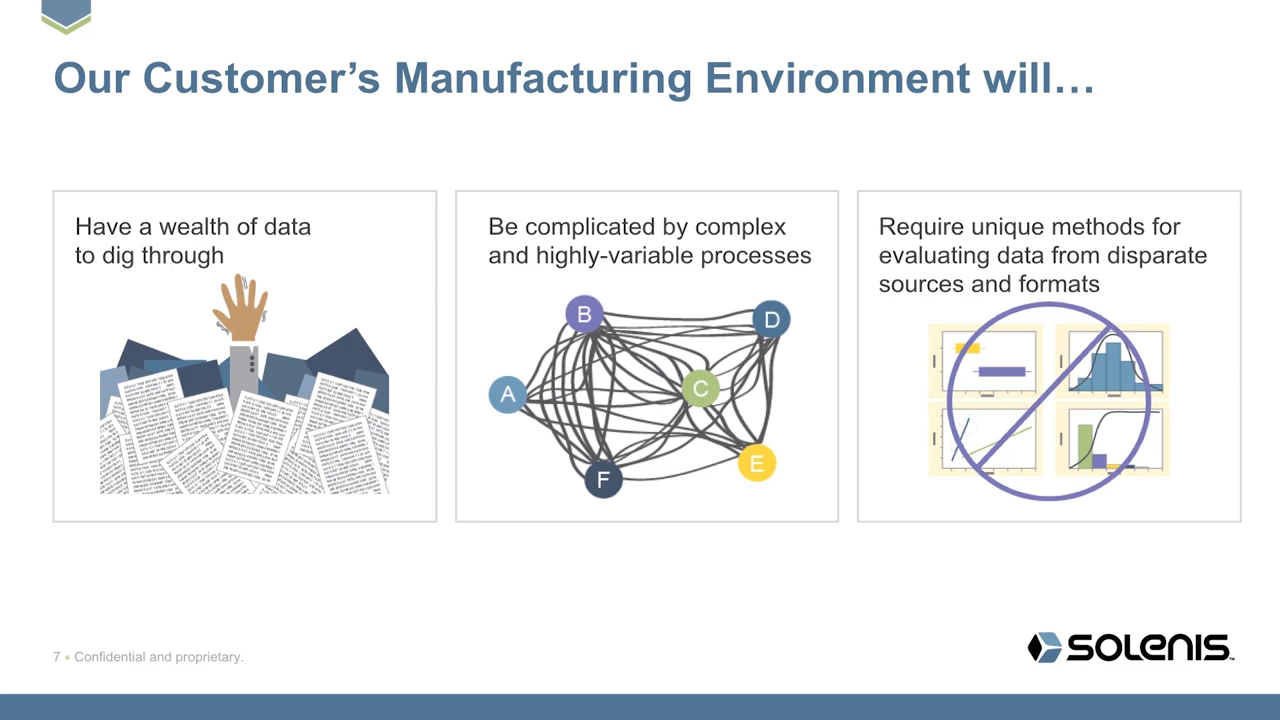 Our Customer’s Manufacturing Environment will…
Have a wealth of data
to dig through
Be complicated by complex
and highly-variable processes
Require unique methods for
evaluating data from disparate
sources and formats
B
D
A
C
E
F
7 • Confidential and proprietary.
SOLENIS™